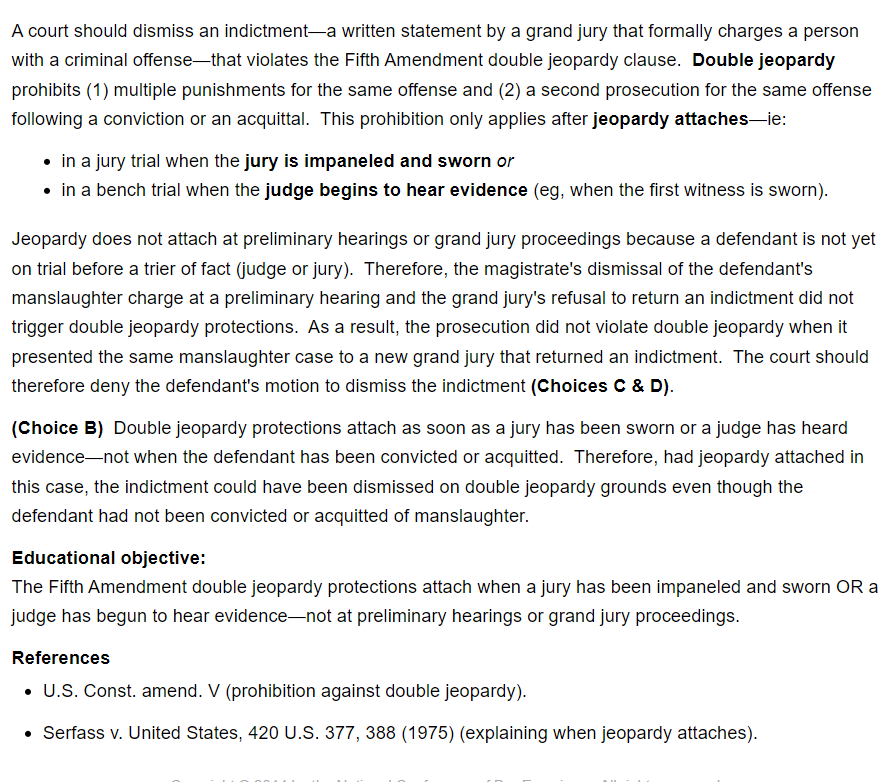 A court should dismiss an indictment—a written statement by a grand jury that formally charges a person
with a criminal offense—that violates the Fifth Amendment double jeopardy clause.  Double jeopardy
prohibits (1) multiple punishments for the same offense and (2) a second prosecution for the same offense
following a conviction or an acquittal.  This prohibition only applies after jeopardy attaches—ie:
• in a jury trial when the jury is impaneled and sworn or
• in a bench trial when the judge begins to hear evidence (eg, when the first witness is sworn).
Jeopardy does not attach at preliminary hearings or grand jury proceedings because a defendant is not yet
on trial before a trier of fact (judge or jury).  Therefore, the magistrate's dismissal of the defendant's
manslaughter charge at a preliminary hearing and the grand jury's refusal to return an indictment did not
trigger double jeopardy protections.  As a result, the prosecution did not violate double jeopardy when it
presented the same manslaughter case to a new grand jury that returned an indictment.  The court should
therefore deny the defendant's motion to dismiss the indictment (Choices C & D).
(Choice B)  Double jeopardy protections attach as soon as a jury has been sworn or a judge has heard
evidence—not when the defendant has been convicted or acquitted.  Therefore, had jeopardy attached in
this case, the indictment could have been dismissed on double jeopardy grounds even though the
defendant had not been convicted or acquitted of manslaughter.
Educational objective:
The Fifth Amendment double jeopardy protections attach when a jury has been impaneled and sworn OR a
judge has begun to hear evidence—not at preliminary hearings or grand jury proceedings.
References
• U.S. Const. amend. V (prohibition against double jeopardy).
• Serfass v. United States, 420 U.S. 377, 388 (1975) (explaining when jeopardy attaches).